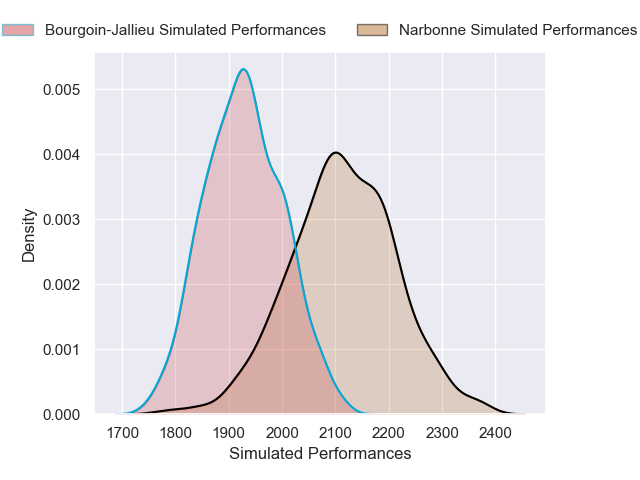 Bourgoin-Jallieu Simulated Performances Narbonne Simulated Performances
0.005
0.004
0.003
0.002
0.001
0.000
Density
1700 1800 1900 2000 2100 2200 2300 2400
Simulated Performances